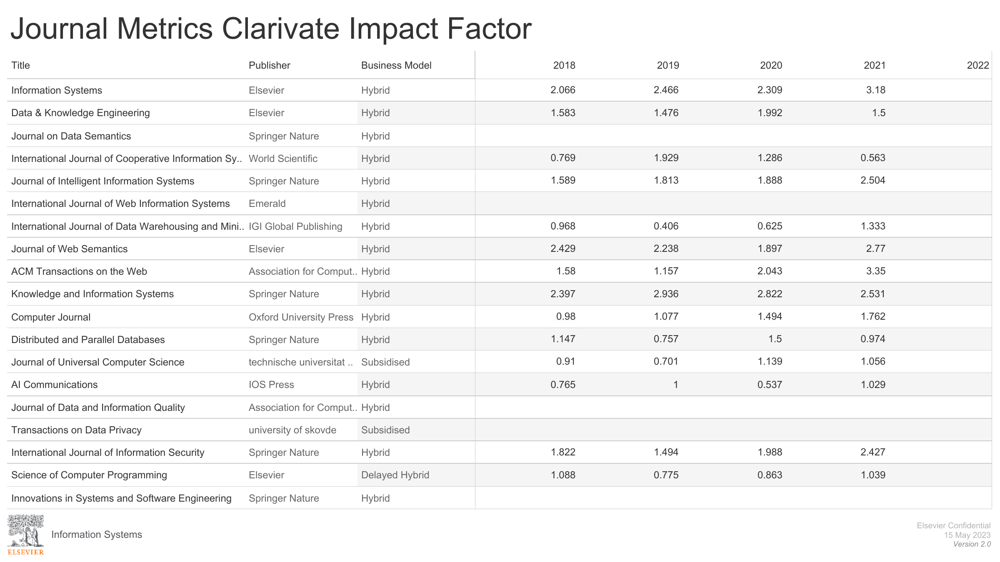 Journal Metrics Clarivate Impact Factor
Title Publisher Business Model 2018 2019 2020 2021 2022
Information Systems Elsevier Hybrid 2.066 2.466 2.309 3.18
Data & Knowledge Engineering Elsevier Hybrid 1.583 1.476 1.992 1.5
Journal on Data Semantics Springer Nature Hybrid
International Journal of Cooperative Information Sy.. World Scientific Hybrid 0.769 1.929 1.286 0.563
Journal of Intelligent Information Systems Springer Nature Hybrid 1.589 1.813 1.888 2.504
International Journal of Web Information Systems Emerald Hybrid
International Journal of Data Warehousing and Mini.. IGI Global Publishing Hybrid 0.968 0.406 0.625 1.333
Journal of Web Semantics Elsevier Hybrid 2.429 2.238 1.897 2.77
ACM Transactions on the Web Association for Comput.. Hybrid 1.58 1.157 2.043 3.35
Knowledge and Information Systems Springer Nature Hybrid 2.397 2.936 2.822 2.531
Computer Journal Oxford University Press Hybrid 0.98 1.077 1.494 1.762
Distributed and Parallel Databases Springer Nature Hybrid 1.147 0.757 1.5 0.974
Journal of Universal Computer Science technische universitat .. Subsidised 0.91 0.701 1.139 1.056
AI Communications IOS Press Hybrid 0.765 1 0.537 1.029
Journal of Data and Information Quality Association for Comput.. Hybrid
Transactions on Data Privacy university of skovde Subsidised
International Journal of Information Security Springer Nature Hybrid 1.822 1.494 1.988 2.427
Science of Computer Programming Elsevier Delayed Hybrid 1.088 0.775 0.863 1.039
Innovations in Systems and Software Engineering Springer Nature Hybrid
ELSEVIER
Information Systems
Elsevier Confidential
15 May 2023
Version 2.0